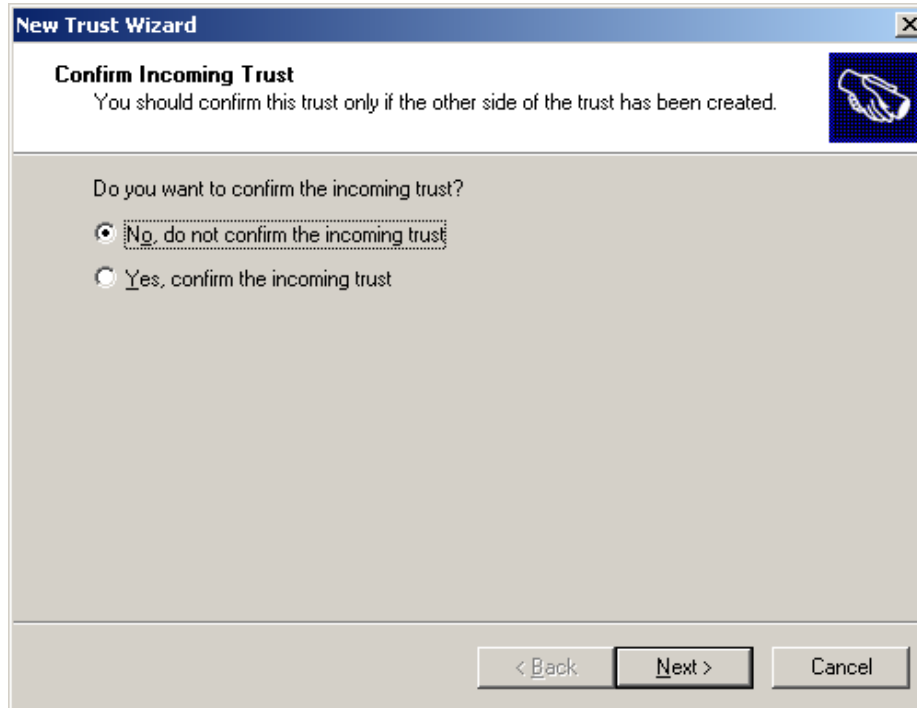 New Trust Wizard
Confirm Incoming Trust
You should confirm this trust only if the other side of the trust has been created.
Do you want to confirm the incoming trust?
No, do not confirm the incoming trust
Yes, confirm the incoming trust
< Back
Next >
Cancel